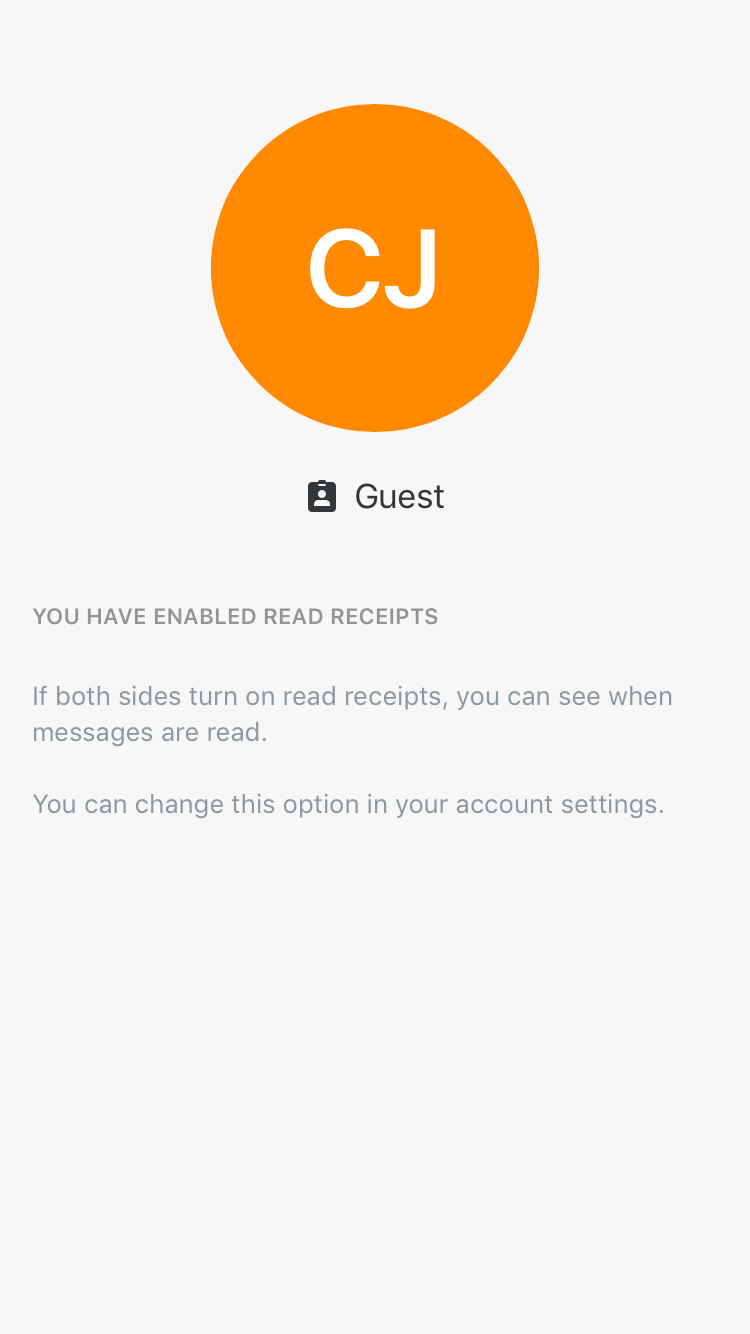 CJ
Guest
YOU HAVE ENABLED READ RECEIPTS
If both sides turn on read receipts, you can see when
messages are read.
You can change this option in your account settings.